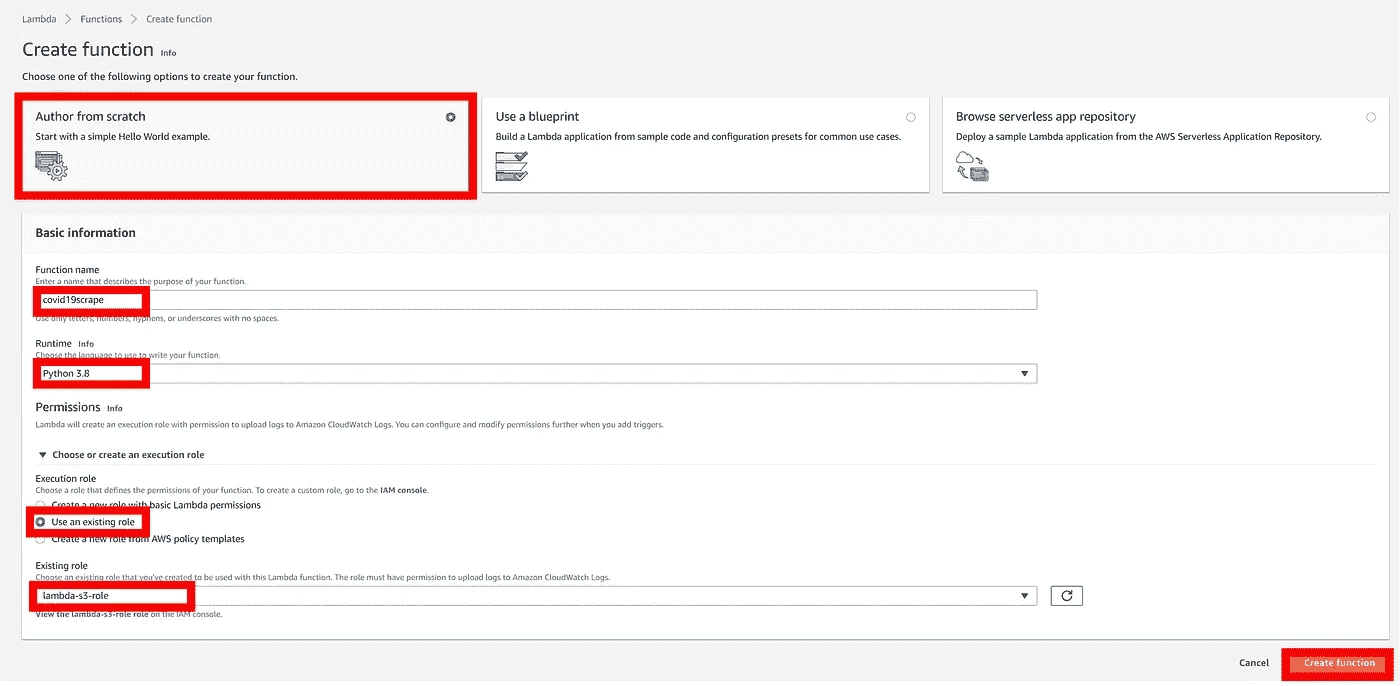 Lambda > Functions > Create function
Create function Info
Choose one of the following options to create your function.
Author from scratch
Start with a simple Hello World example.
Use a blueprint
Build a Lambda application from sample code and configuration presets for common use cases.
Browse serverless app repository
Deploy a sample Lambda application from the AWS Serverless Application Repository.
Basic information
Function name
Enter a name that describes the purpose of your function.
covid19scrape
Use only letters, numbers, hyphens, or underscores with no spaces.
Runtime Info
Choose the language to use to write your function.
Python 3.8
Permissions Info
Lambda will create an execution role with permission to upload logs to Amazon CloudWatch Logs. You can configure and modify permissions further when you add triggers.
Choose or create an execution role
Execution role
Choose a role that defines the permissions of your function. To create a custom role, go to the IAM console.
Create a new role with basic Lambda permissions
Use an existing role
Create a new role from AWS policy templates
Existing role
Choose an existing role that you've created to be used with this Lambda function. The role must have permission to upload logs to Amazon CloudWatch Logs.
lambda-s3-role
View the lambda-s3-role role on the IAM console.
Cancel
Create function